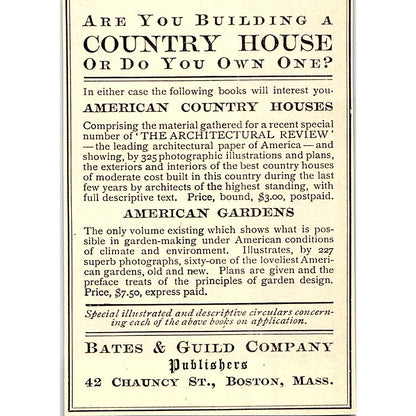 Are You Building a
COUNTRY HOUSE
Or Do You Own One?
In either case the following books will interest you.
AMERICAN COUNTRY HOUSES
Comprising the material gathered for a recent special
number of 'THE ARCHITECTURAL REVIEW'
—the leading architectural paper of America—and
showing, by 325 photographic illustrations and plans,
the exteriors and interiors of the best country houses
of moderate cost built in this country during the last
few years by architects of the highest standing, with
full descriptive text. Price, bound, $3.00, postpaid.
AMERICAN GARDENS
The only volume existing which shows what is pos-
sible in garden-making under American conditions
of climate and environment. Illustrates, by 227
superb photographs, sixty-one of the loveliest Ameri-
can gardens, old and new. Plans are given and the
preface treats of the principles of garden design.
Price, $7.50, express paid.
Special illustrated and descriptive circulars concern-
ing each of the above books on application.
Bates & Guild Company
Publishers
42 Chauncy St., Boston, Mass.